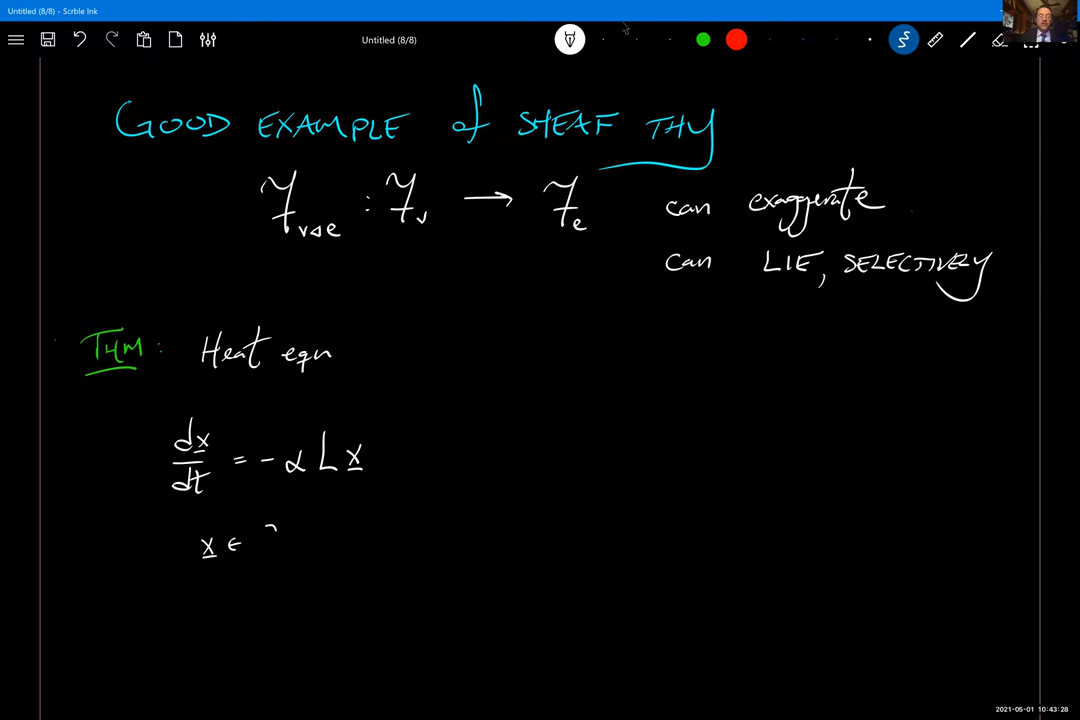 Untitled (8/8) - Scrble Ink
Untitled (8/8)
GOOD EXAMPLE of SHEAF THY
ℱ_{v⊲e} : ℱ_v → ℱ_e can exaggerate
can LIE, SELECTIVELY
THM: Heat eqn
dx/dt = -α L x
x ∈
2021-05-01 10:43:28